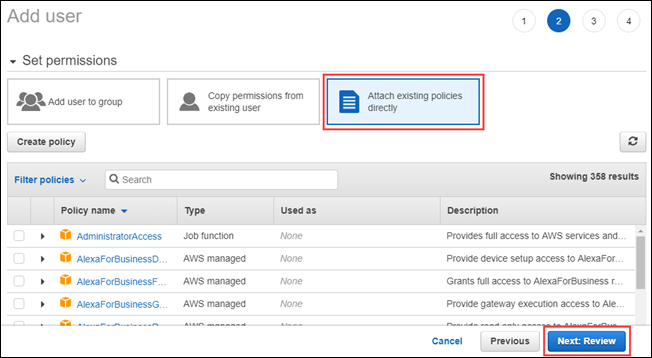 Add user
1 2 3 4
Set permissions
Add user to group
Copy permissions from
existing user
Attach existing policies
directly
Create policy
Filter policies
Search
Showing 358 results
Policy name Type Used as Description
AdministratorAccess Job function None Provides full access to AWS services and...
AlexaForBusinessD... AWS managed None Provide device setup access to AlexaFor...
AlexaForBusinessF... AWS managed None Grants full access to AlexaForBusiness r...
AlexaForBusinessG... AWS managed None Provide gateway execution access to Ale...
Cancel Previous Next: Review